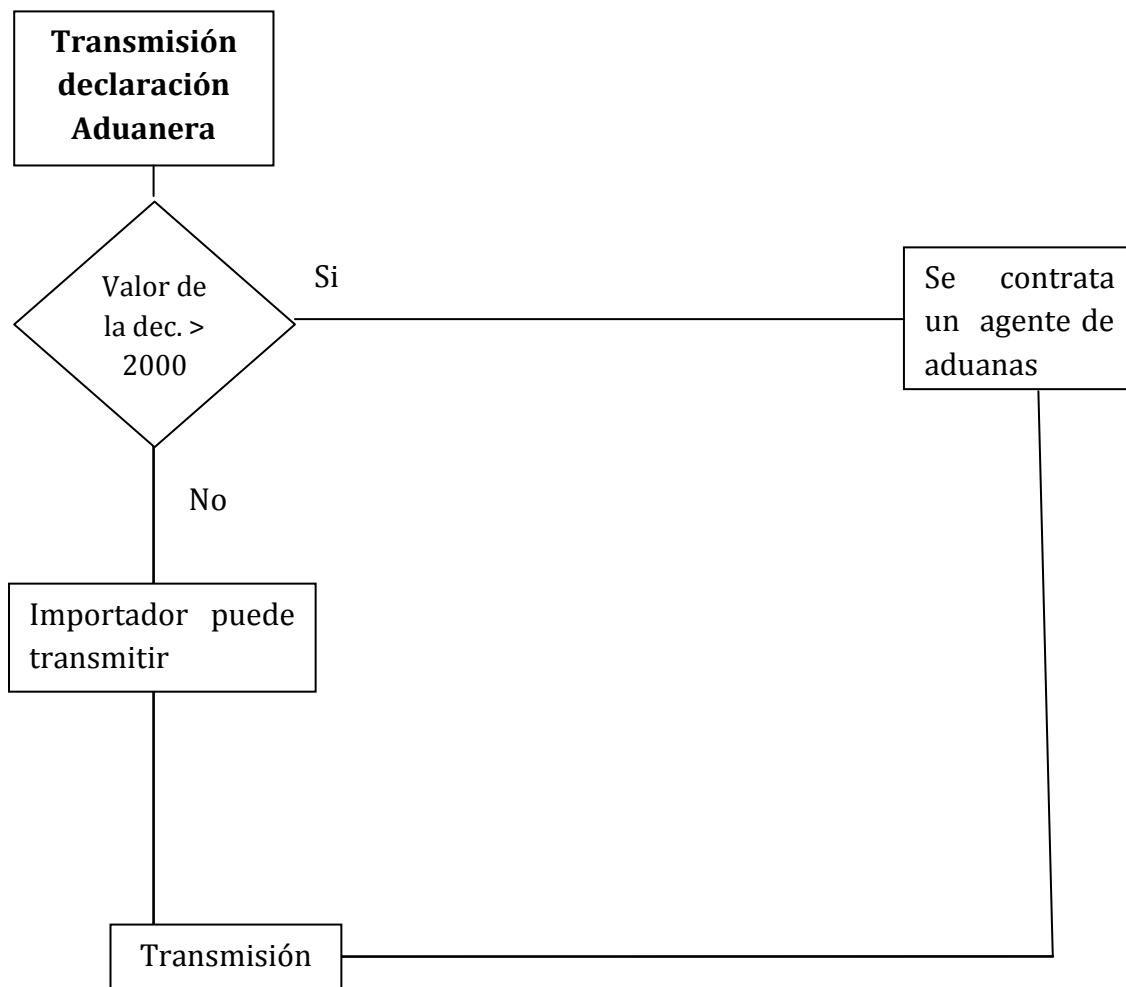 Transmisión
declaración
Aduanera
Valor de
la dec. >
2000
Si
Se contrata
un agente de
aduanas
No
Importador puede
transmitir
Transmisión